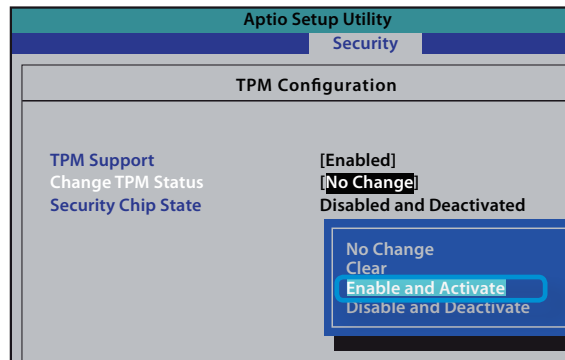 Aptio Setup Utility
Security
TPM Configuration
TPM Support [Enabled]
Change TPM Status [No Change]
Security Chip State Disabled and Deactivated
No Change
Clear
Enable and Activate
Disable and Deactivate